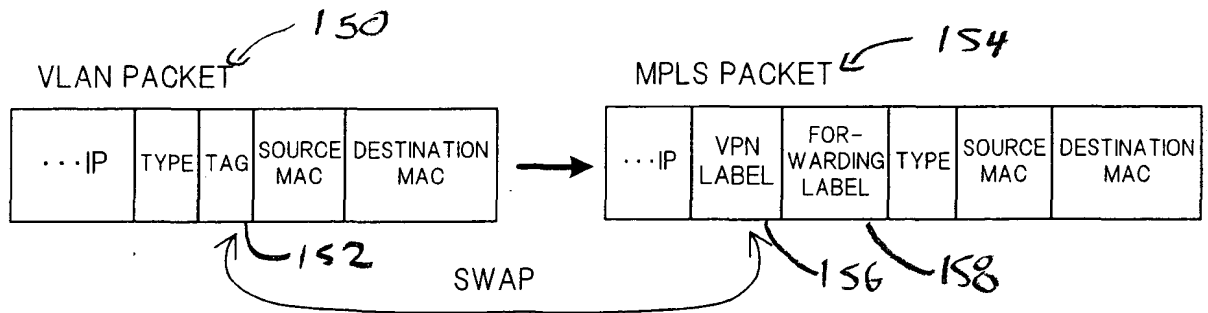 150
154
VLAN PACKET
MPLS PACKET
···IP TYPE TAG SOURCE MAC DESTINATION MAC
···IP VPN LABEL FOR-WARDING LABEL TYPE SOURCE MAC DESTINATION MAC
152
SWAP
156
158